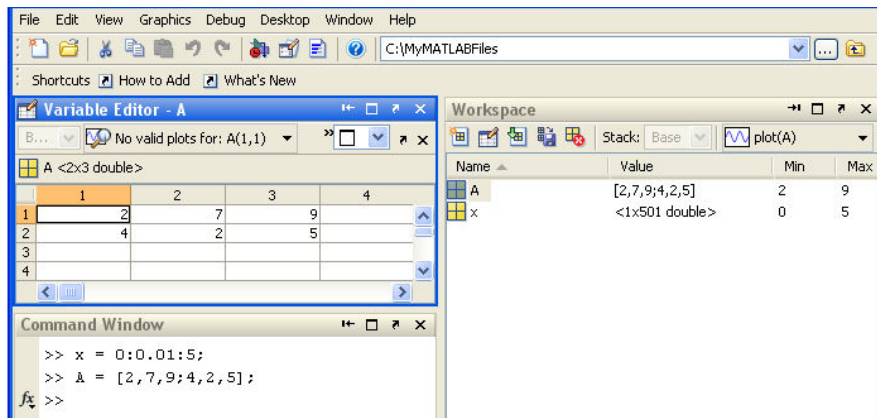 File Edit View Graphics Debug Desktop Window Help
C:\MyMATLABFiles
Shortcuts How to Add What's New
Variable Editor - A
B... No valid plots for: A(1,1)
A <2x3 double>
1 2 3 4
1 2 7 9
2 4 2 5
3
4
Command Window
>> x = 0:0.01:5;
>> A = [2,7,9;4,2,5];
fx >>
Workspace
Stack: Base plot(A)
Name Value Min Max
A [2,7,9;4,2,5] 2 9
x <1x501 double> 0 5